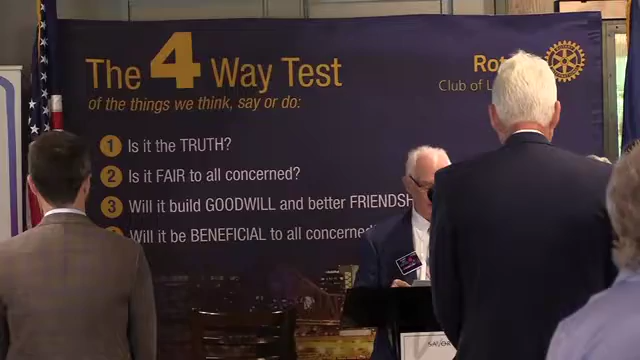 The 4 Way Test
of the things we think, say or do:
1 Is it the TRUTH?
2 Is it FAIR to all concerned?
3 Will it build GOODWILL and better FRIENDSH
Will it be BENEFICIAL to all concerned
Rot
Club of L